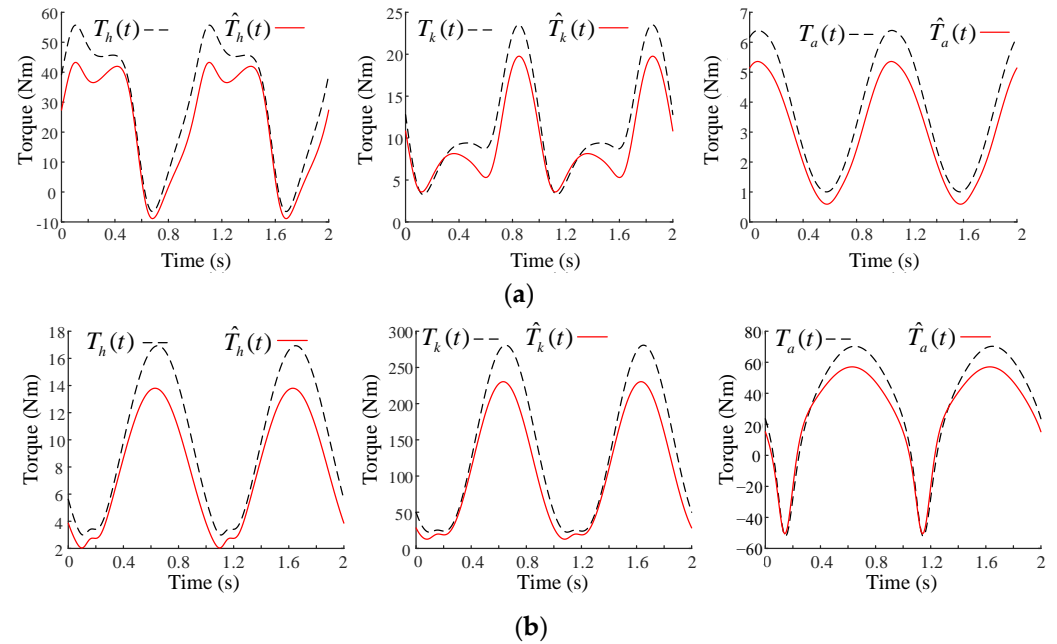 T_h(t) T̂_h(t)
Torque (Nm)
60
50
40
30
20
10
0
-10
0 0.4 0.8 1.2 1.6 2
Time (s)
T_k(t) T̂_k(t)
Torque (Nm)
25
20
15
10
5
0
0 0.4 0.8 1.2 1.6 2
Time (s)
T_a(t) T̂_a(t)
Torque (Nm)
7
6
5
4
3
2
1
0
0 0.4 0.8 1.2 1.6 2
Time (s)
(a)
T_h(t) T̂_h(t)
Torque (Nm)
18
16
14
12
10
8
6
4
2
0 0.4 0.8 1.2 1.6 2
Time (s)
T_k(t) T̂_k(t)
Torque (Nm)
300
250
200
150
100
50
0
0 0.4 0.8 1.2 1.6 2
Time (s)
T_a(t) T̂_a(t)
Torque (Nm)
80
60
40
20
0
−20
−40
−60
0 0.4 0.8 1.2 1.6 2
Time (s)
(b)